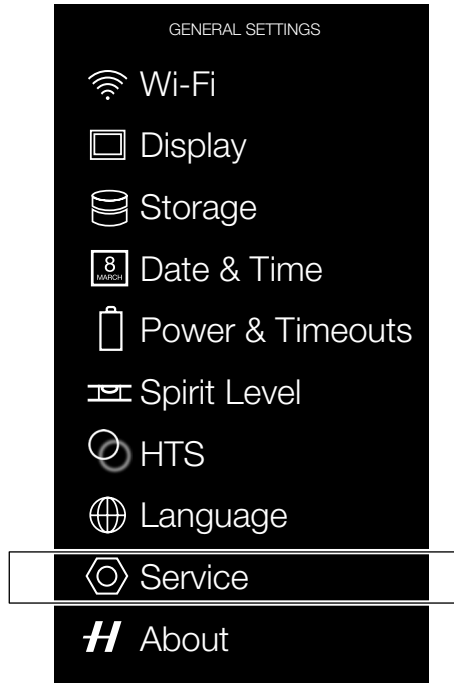 GENERAL SETTINGS
Wi-Fi
Display
Storage
8
MARCH
Date & Time
Power & Timeouts
Spirit Level
HTS
Language
Service
H About